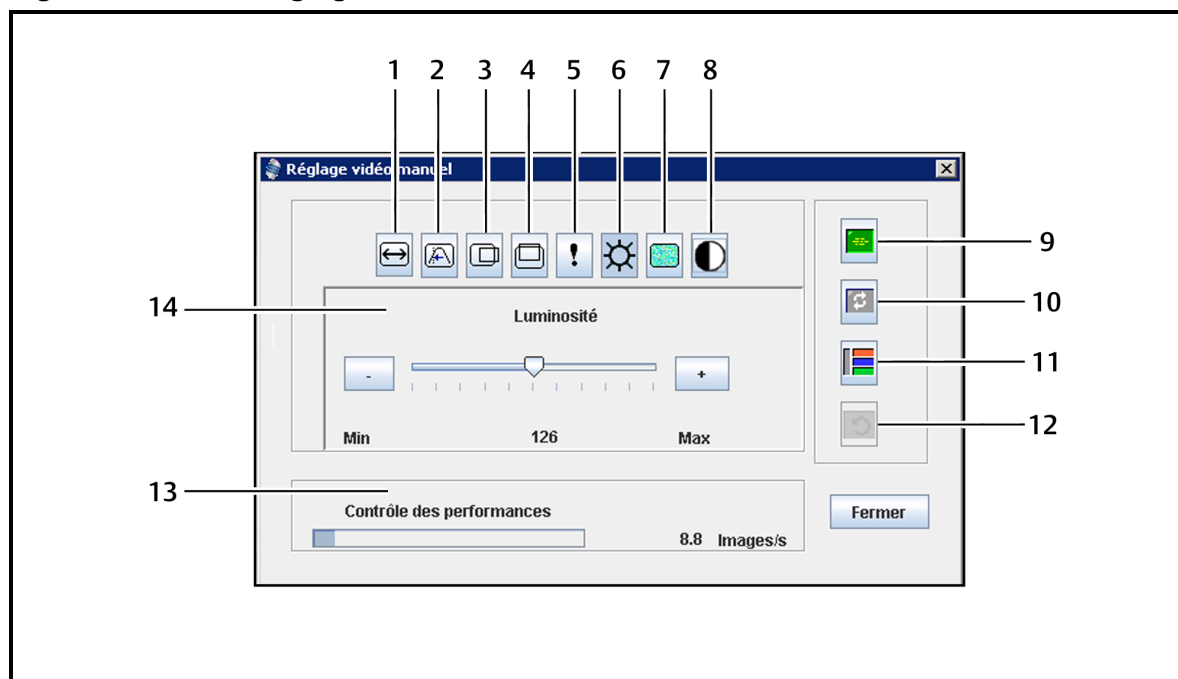 1 2 3 4 5 6 7 8
Réglage vidéo manuel
9
10
11
12
14
Luminosité
- +
Min 126 Max
13
Contrôle des performances
8.8 Images/s
Fermer